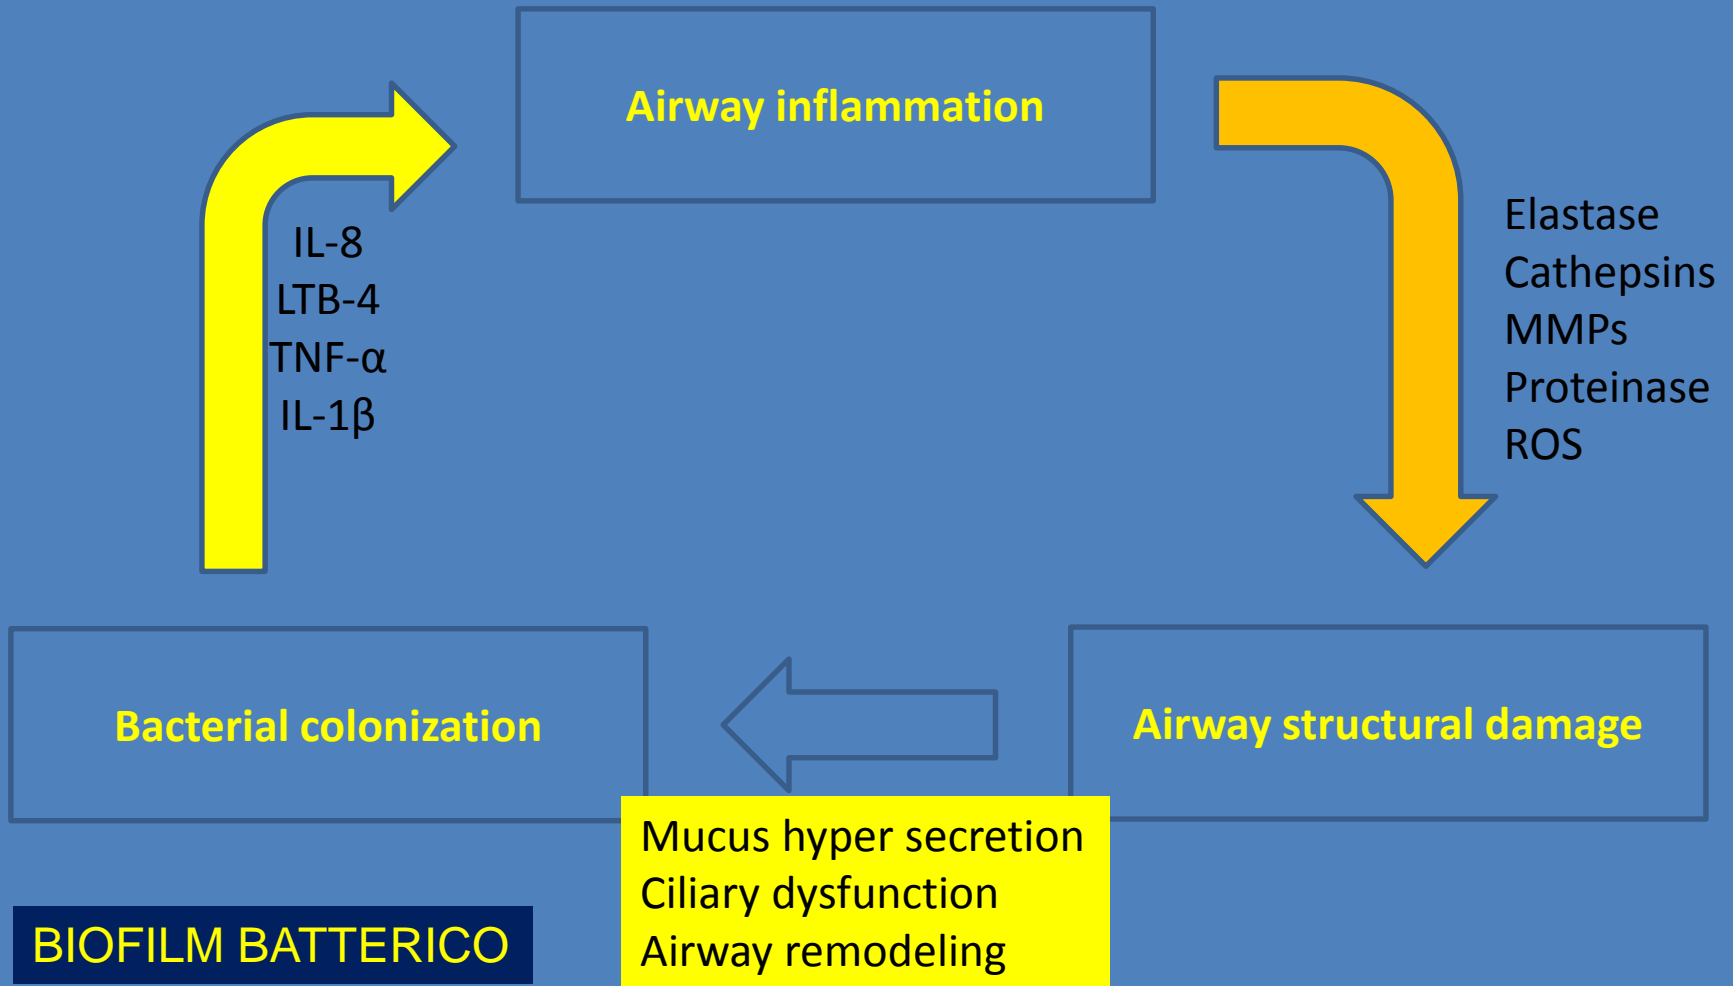 Airway inflammation
IL-8
LTB-4
TNF-α
IL-1β
Elastase
Cathepsins
MMPs
Proteinase
ROS
Bacterial colonization
Airway structural damage
Mucus hyper secretion
Ciliary dysfunction
Airway remodeling
BIOFILM BATTERICO